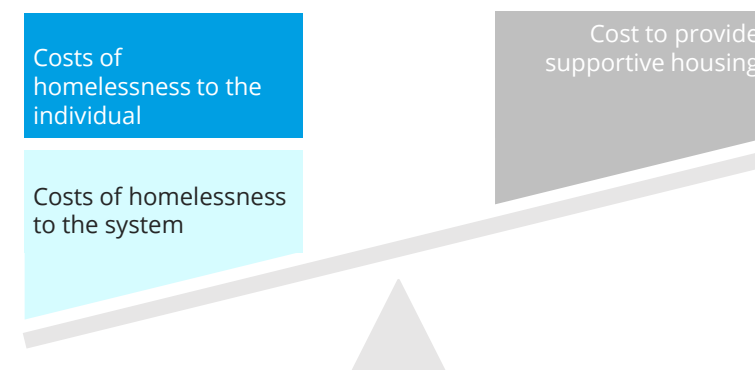 Costs of
homelessness to the
individual
Cost to provide
supportive housing
Costs of homelessness
to the system